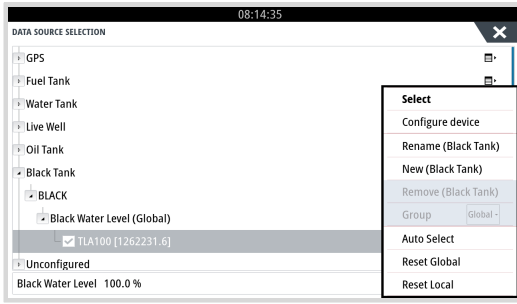 08:14:35
DATA SOURCE SELECTION
GPS
Fuel Tank
Water Tank
Live Well
Oil Tank
Black Tank
BLACK
Black Water Level (Global)
TLA100 [1262231.6]
Unconfigured
Black Water Level 100.0 %
Select
Configure device
Rename (Black Tank)
New (Black Tank)
Remove (Black Tank)
Group Global
Auto Select
Reset Global
Reset Local